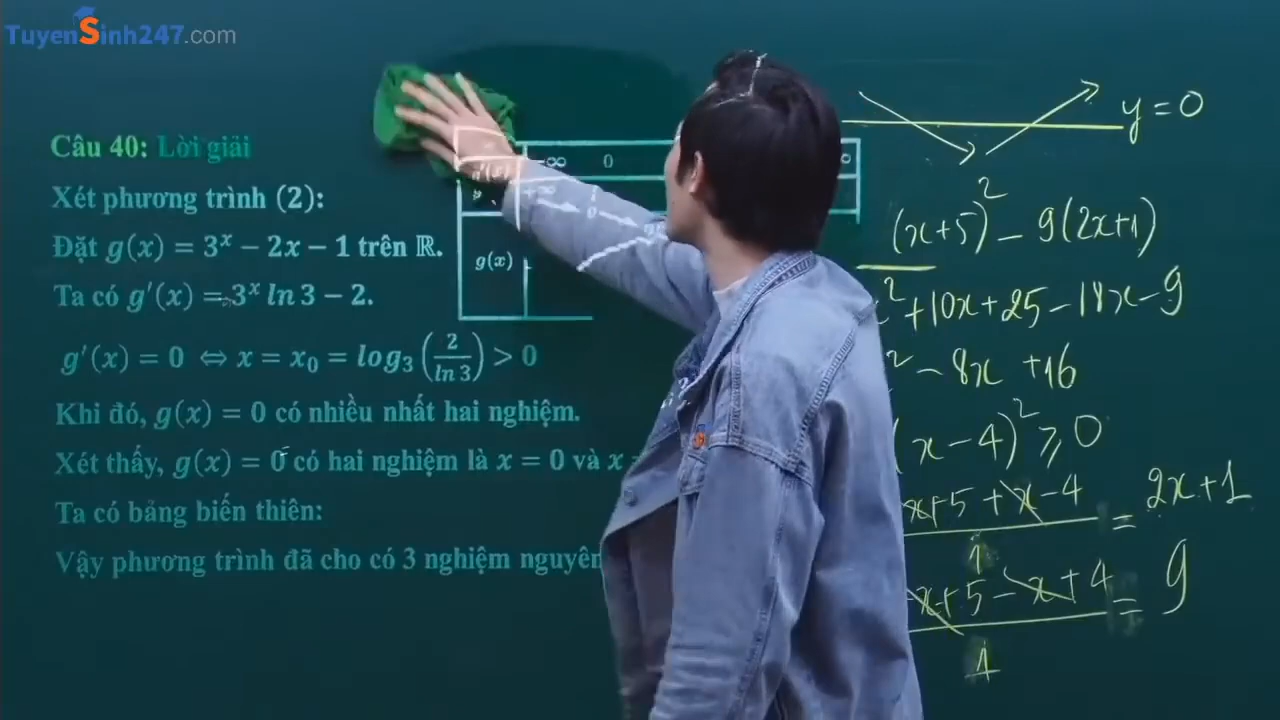 TuyenSinh247.com
Câu 40: Lời giải
Xét phương trình (2):
Đặt g(x) = 3^x − 2x − 1 trên ℝ.
Ta có g′(x) = 3^x ln 3 − 2.
g′(x) = 0 ⇔ x = x₀ = log₃(2/ln 3) > 0
Khi đó, g(x) = 0 có nhiều nhất hai nghiệm.
Xét thấy, g(x) = 0 có hai nghiệm là x = 0 và x
Ta có bảng biến thiên:
Vậy phương trình đã cho có 3 nghiệm nguyên
−∞ 0
+∞
g(x)
y = 0
(x+5)² − 9(2x+1)
² + 10x + 25 − 18x − 9
² − 8x + 16
(x − 4)² ⩾ 0
x+5 + x − 4 / 1 = 2x+1
x+5 − x + 4 / 1 = 9